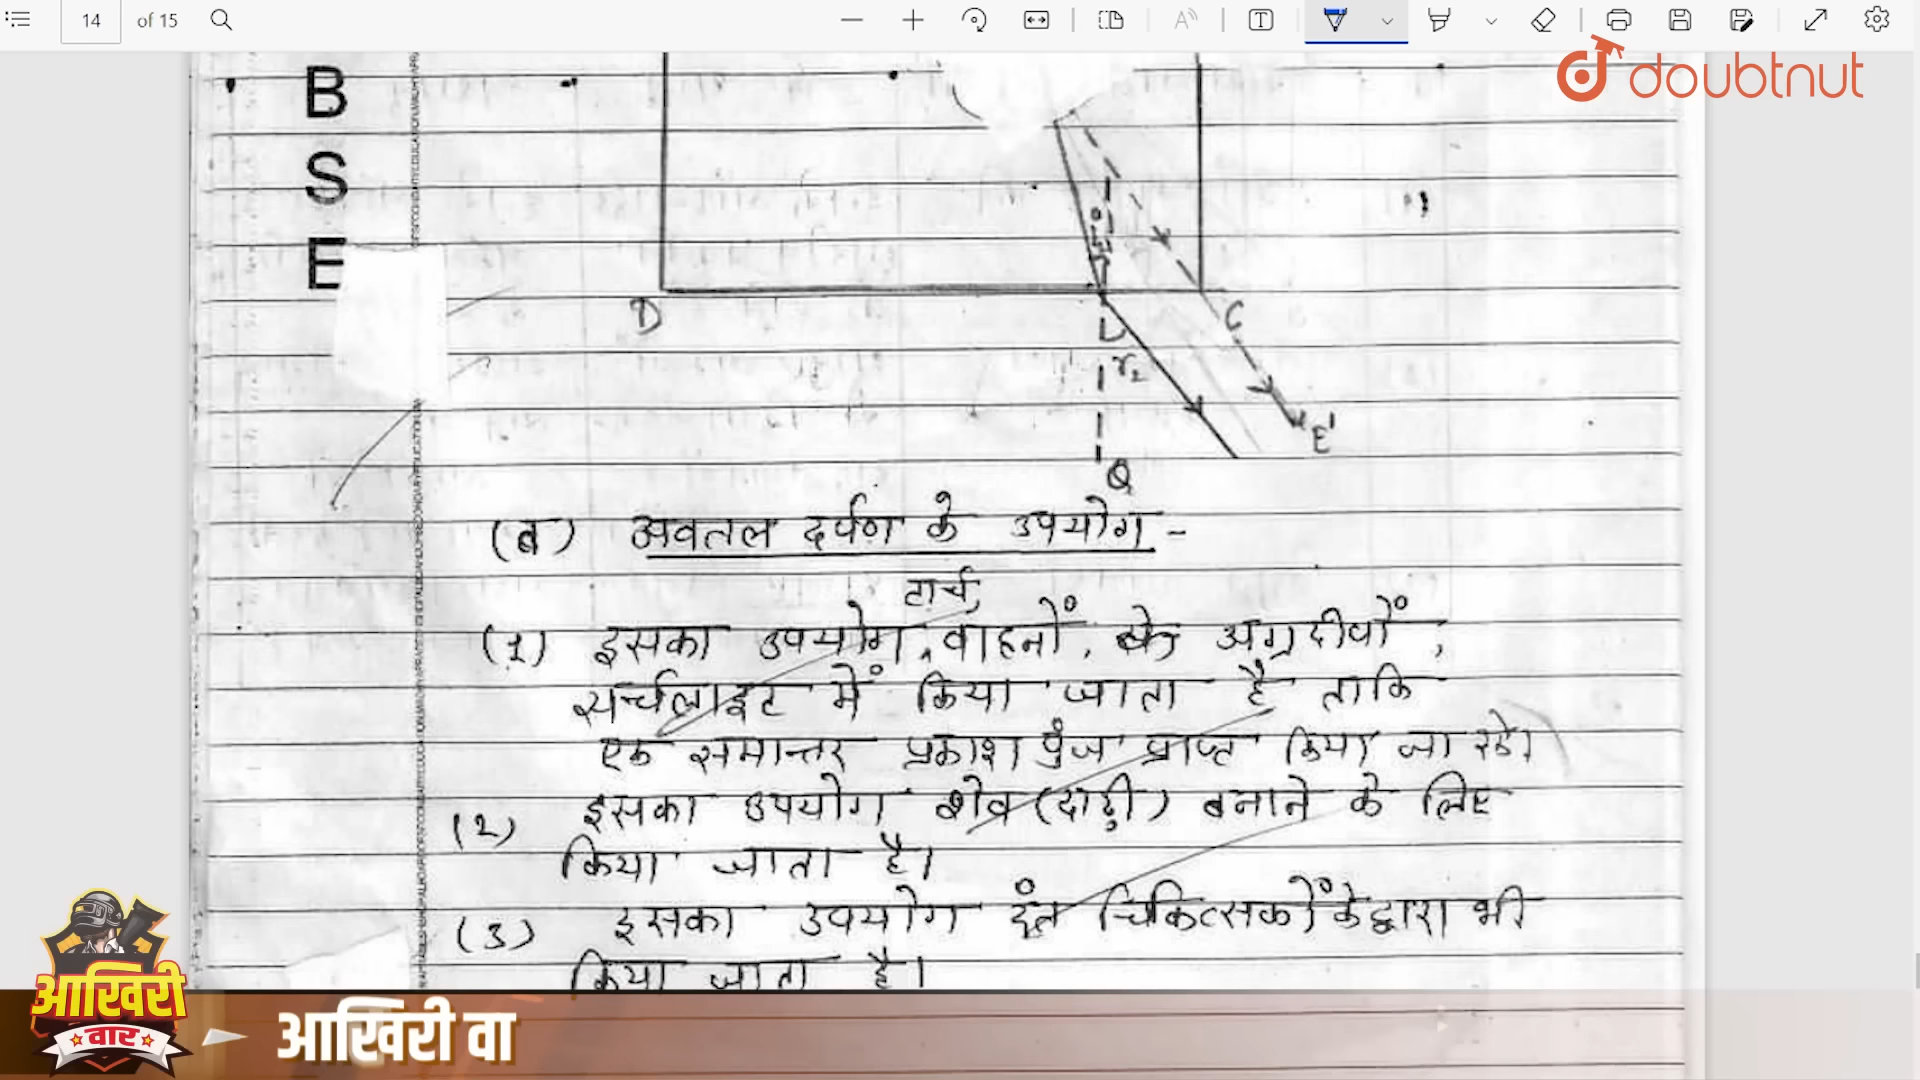 14 of 15
doubtnut
B
S
E
D
C
L
r₂
E'
Q
(ब) अवतल दर्पण के उपयोग -
टार्च,
(1) इसका उपयोग वाहनों के अग्रदीपों,
सर्चलाइट में किया जाता है ताकि
एक समान्तर प्रकाश पुंज प्राप्त किया जा सके।
(2) इसका उपयोग शेव (दाढ़ी) बनाने के लिए
किया जाता है।
(3) इसका उपयोग दंत चिकित्सकों के द्वारा भी
किया जाता है।
आखिरी
वार
आखिरी वा